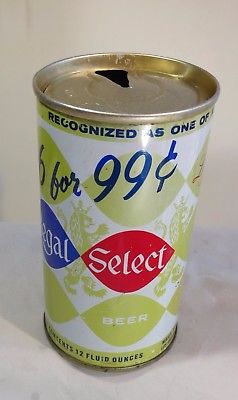 RECOGNIZED AS ONE OF
6 for 99¢
egal Select
BEER
CONTENTS 12 FLUID OUNCES